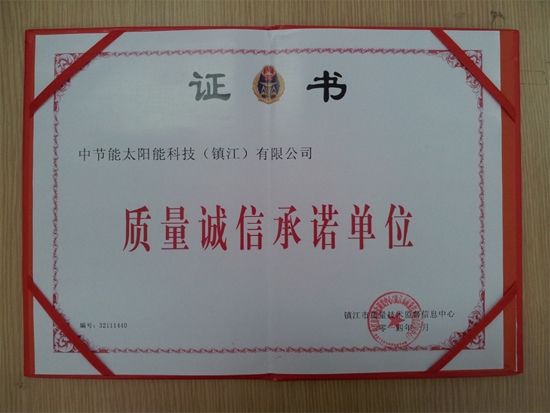 证 书
中节能太阳能科技（镇江）有限公司
质量诚信承诺单位
镇江市质量技术监督信息中心
编号：32111440